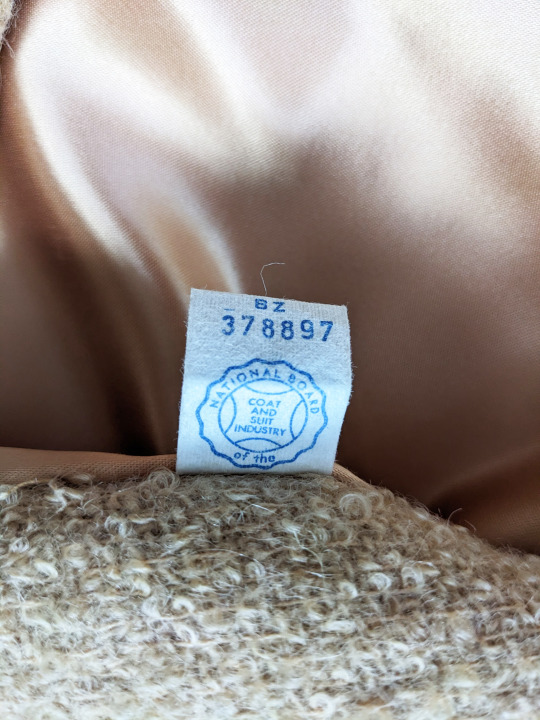 BZ
378897
NATIONAL BOARD
of the
COAT
AND
SUIT
INDUSTRY